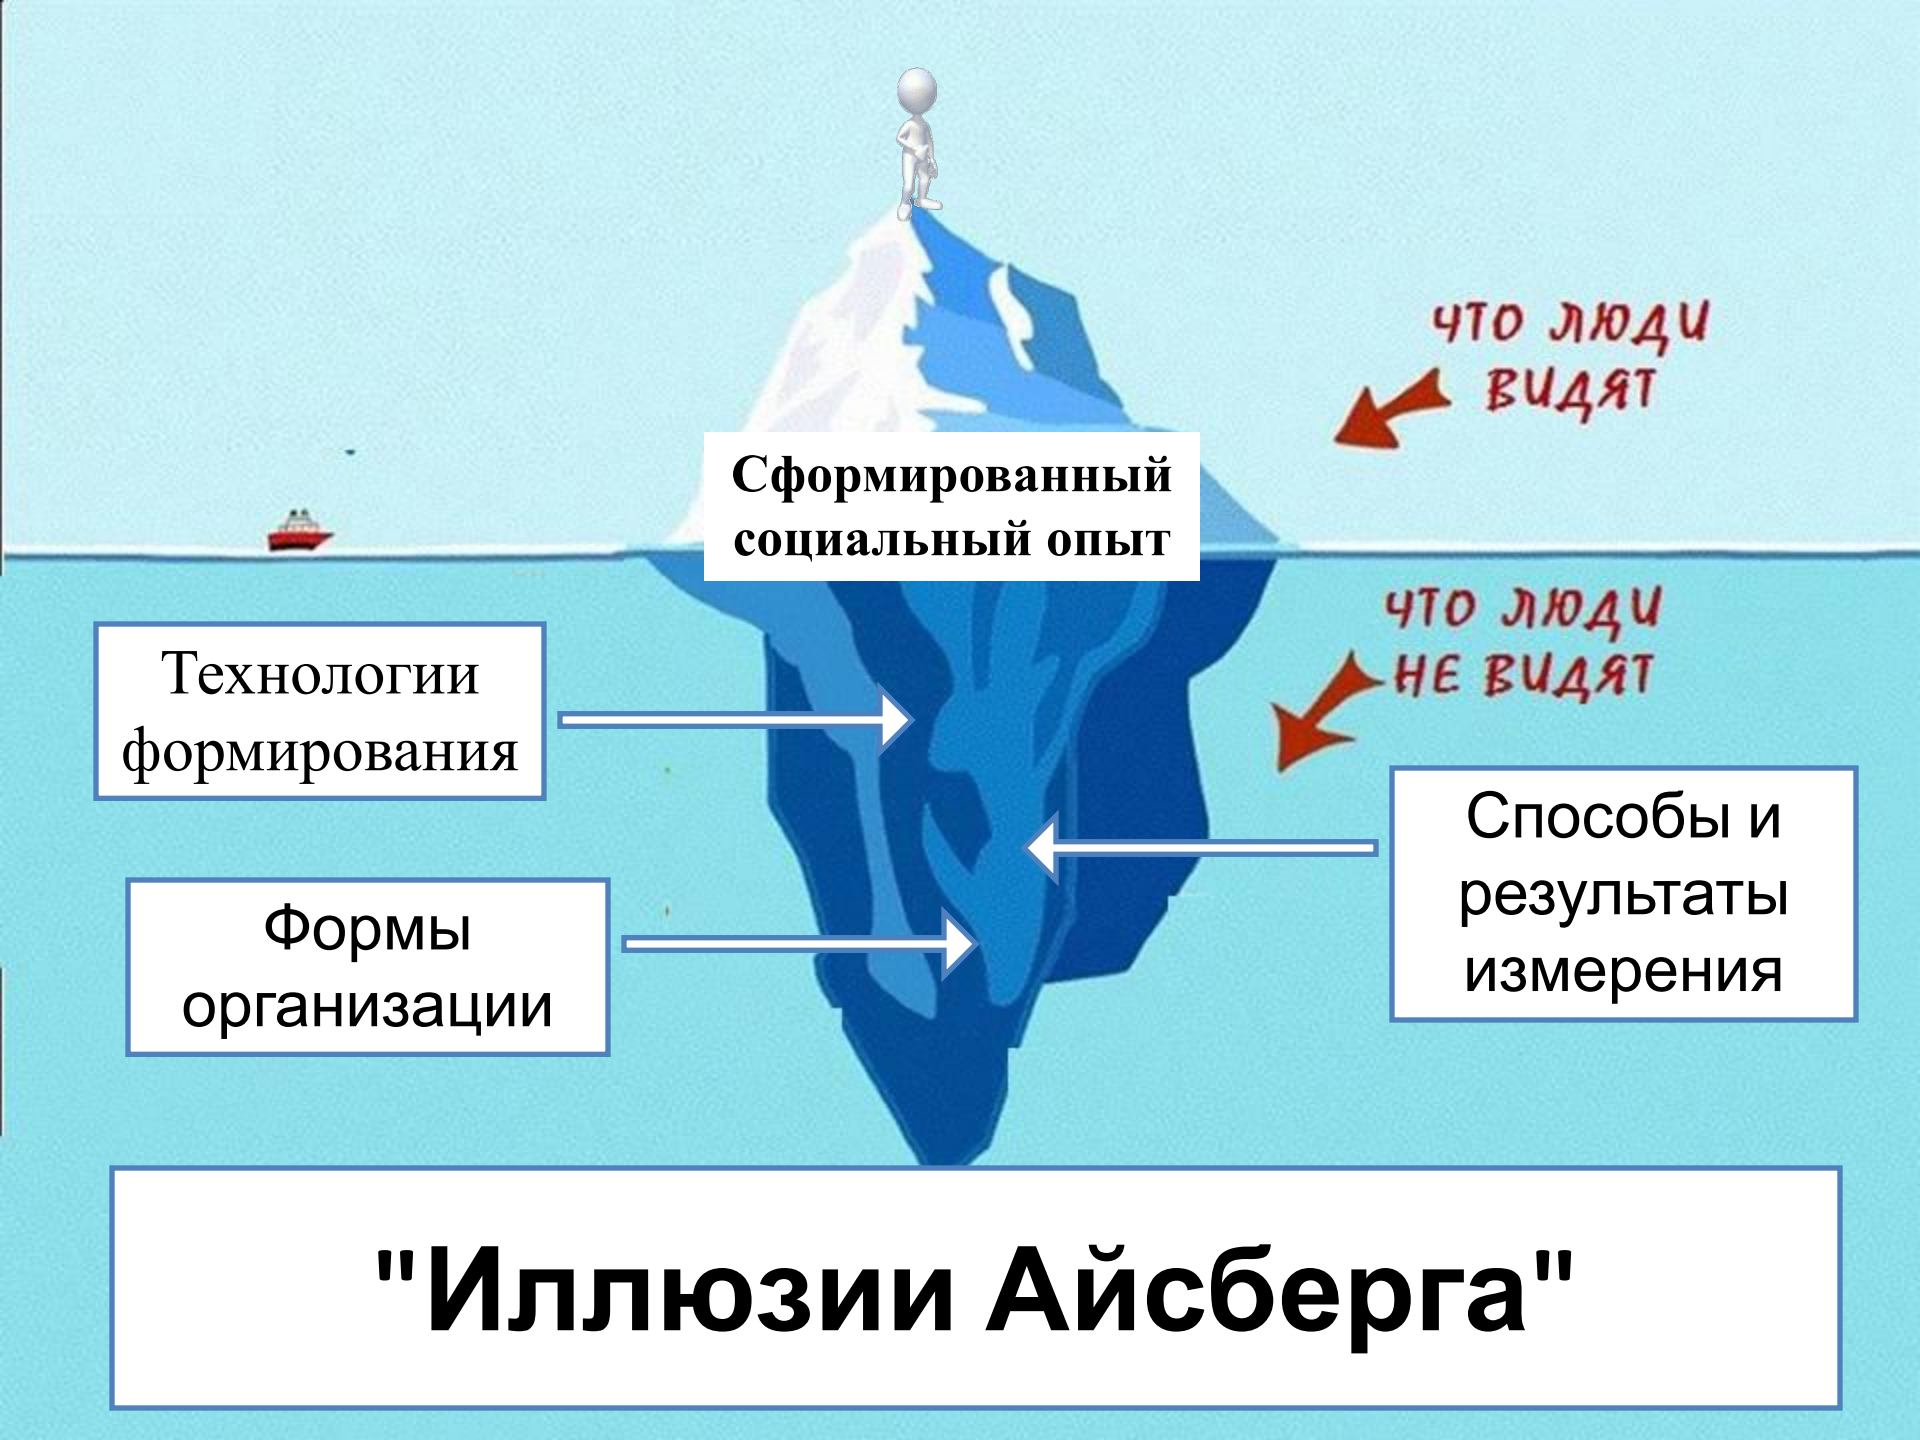 ЧТО ЛЮДИ
ВИДЯТ
Сформированный
социальный опыт
ЧТО ЛЮДИ
НЕ ВИДЯТ
Технологии
формирования
Способы и
результаты
измерения
Формы
организации
"Иллюзии Айсберга"